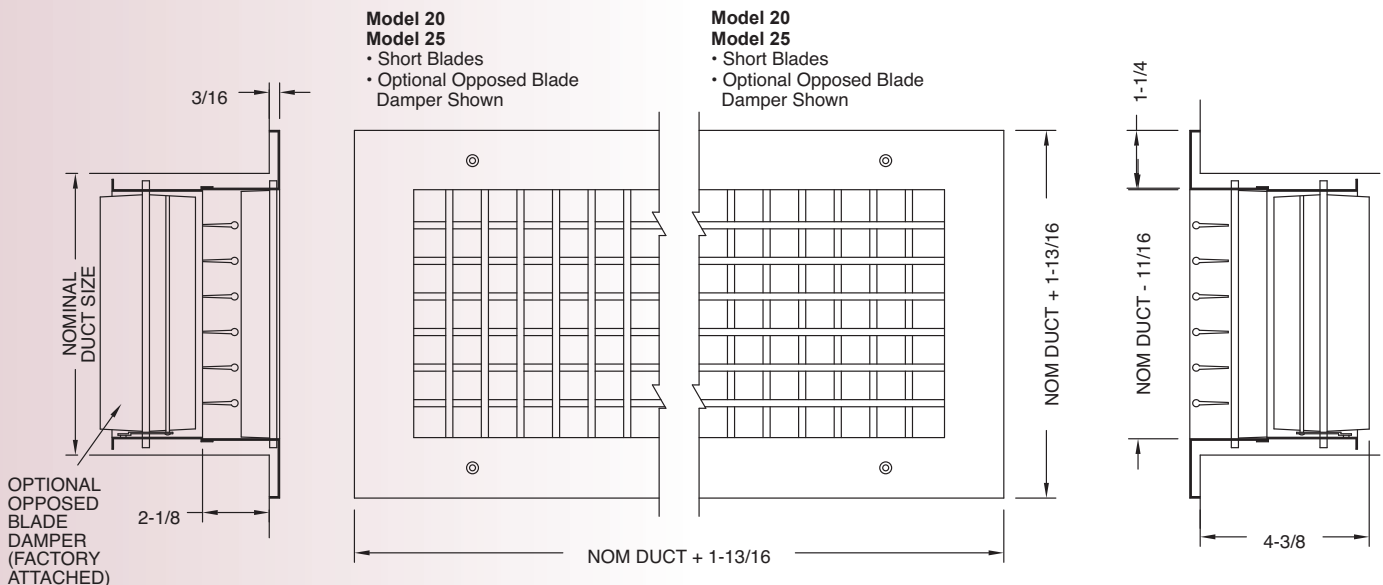 Model 20
Model 25
• Short Blades
• Optional Opposed Blade
Damper Shown
Model 20
Model 25
• Short Blades
• Optional Opposed Blade
Damper Shown
3/16
1-1/4
NOMINAL
DUCT SIZE
NOM DUCT + 1-13/16
NOM DUCT - 11/16
OPTIONAL
OPPOSED
BLADE
DAMPER
(FACTORY
ATTACHED)
2-1/8
NOM DUCT + 1-13/16
4-3/8